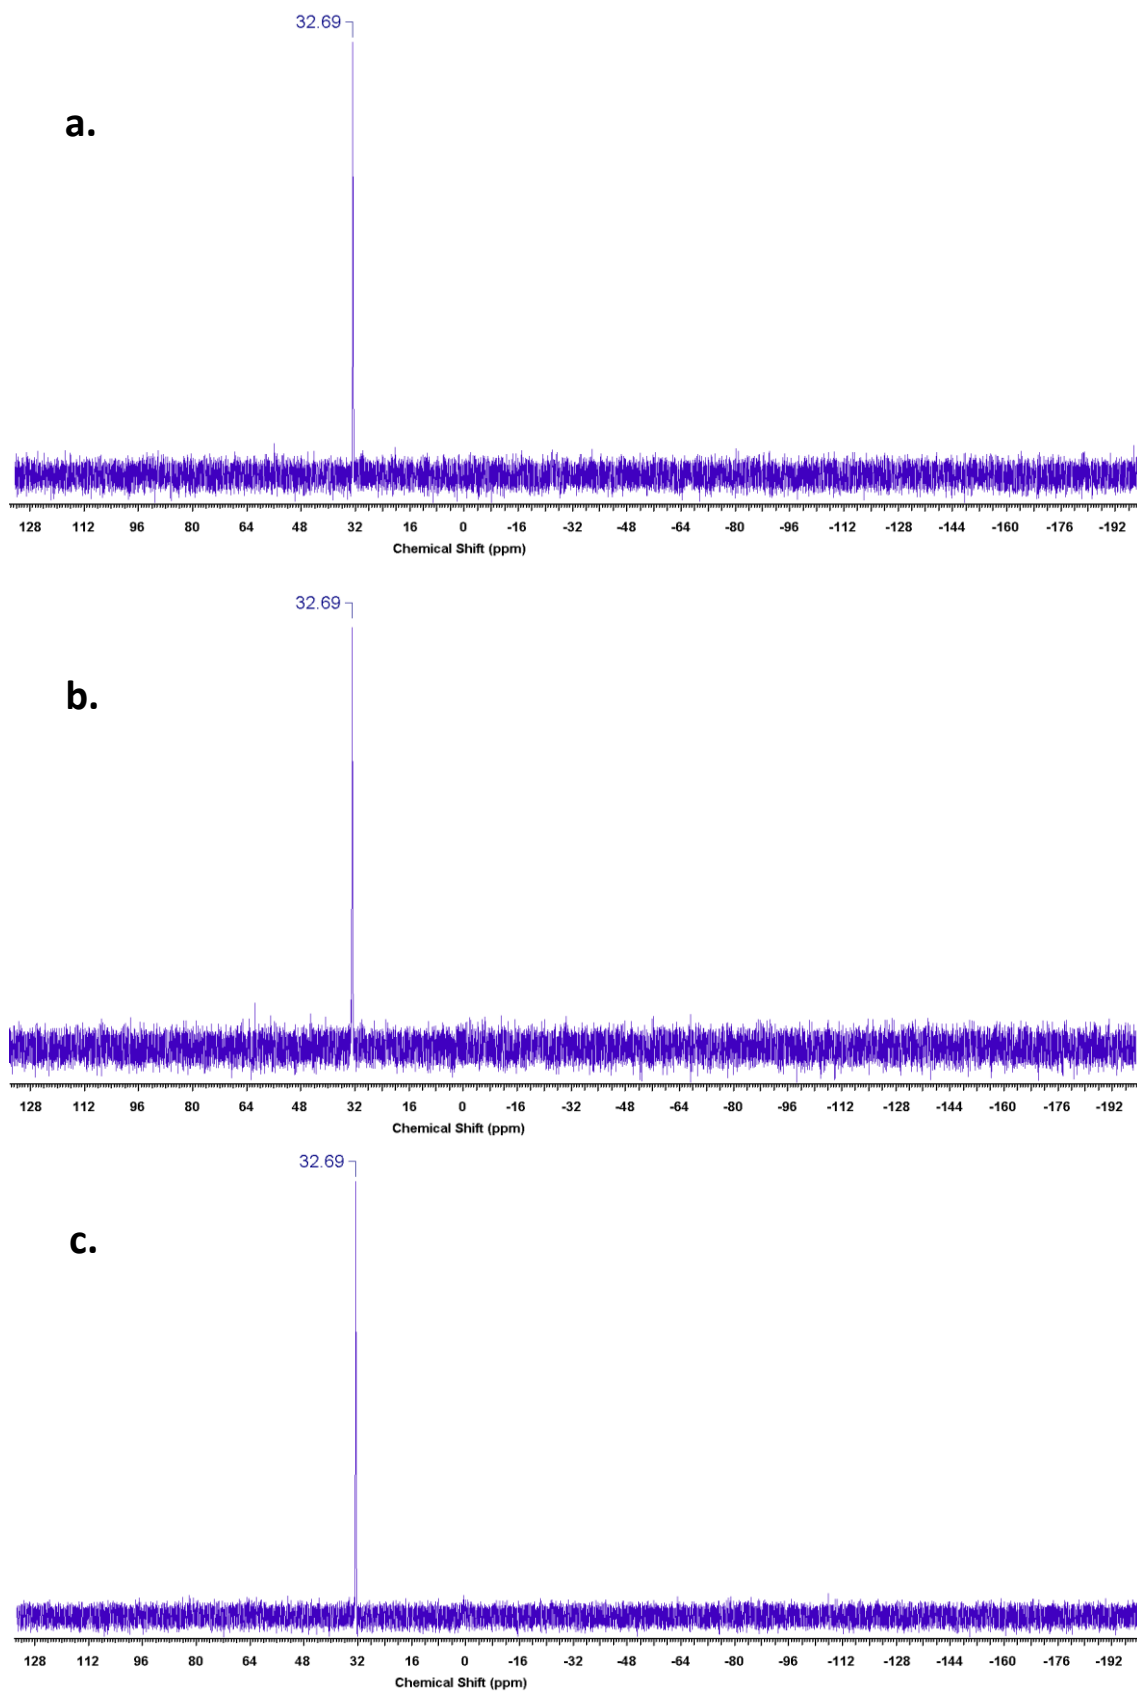 32.69
a.
128 112 96 80 64 48 32 16 0 -16 -32 -48 -64 -80 -96 -112 -128 -144 -160 -176 -192
Chemical Shift (ppm)
32.69
b.
128 112 96 80 64 48 32 16 0 -16 -32 -48 -64 -80 -96 -112 -128 -144 -160 -176 -192
Chemical Shift (ppm)
32.69
c.
128 112 96 80 64 48 32 16 0 -16 -32 -48 -64 -80 -96 -112 -128 -144 -160 -176 -192
Chemical Shift (ppm)